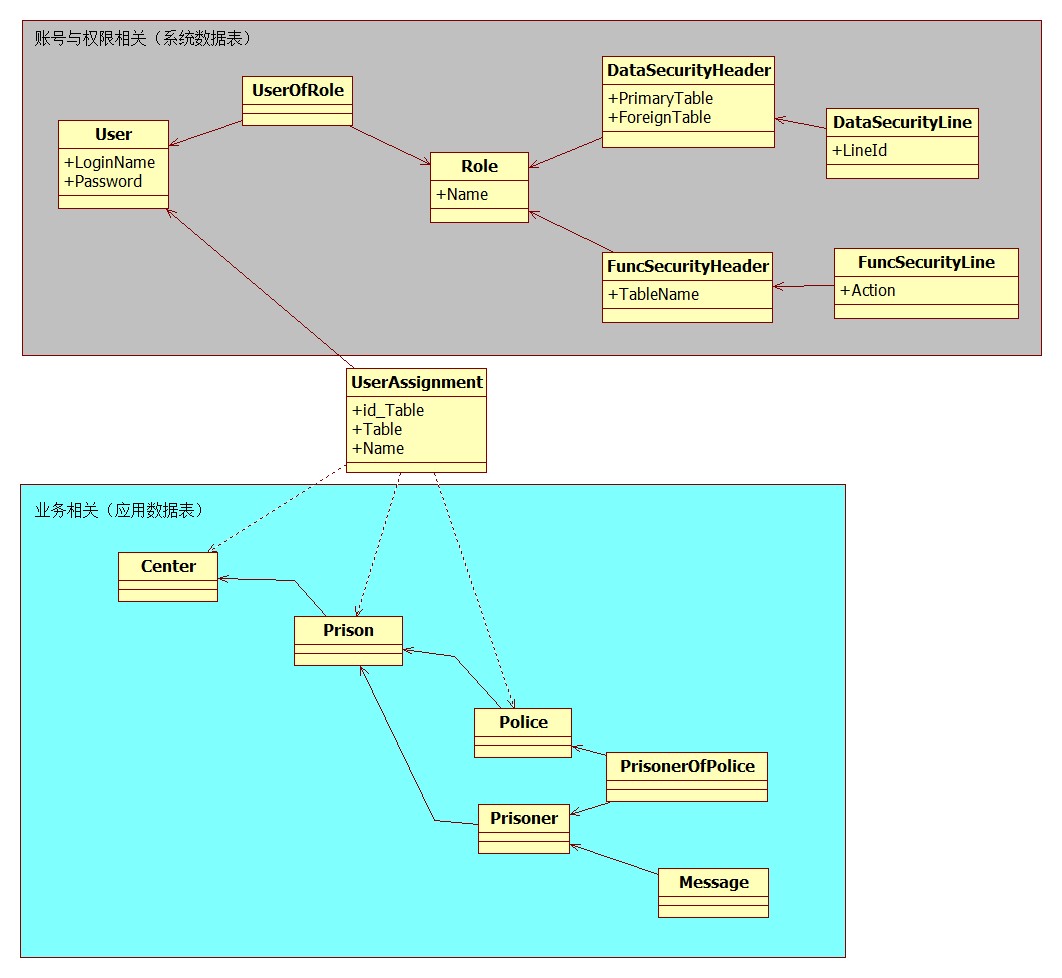 账号与权限相关（系统数据表）
UserOfRole
User
+LoginName
+Password
Role
+Name
DataSecurityHeader
+PrimaryTable
+ForeignTable
DataSecurityLine
+LineId
FuncSecurityHeader
+TableName
FuncSecurityLine
+Action
UserAssignment
+id_Table
+Table
+Name
业务相关（应用数据表）
Center
Prison
Police
PrisonerOfPolice
Prisoner
Message